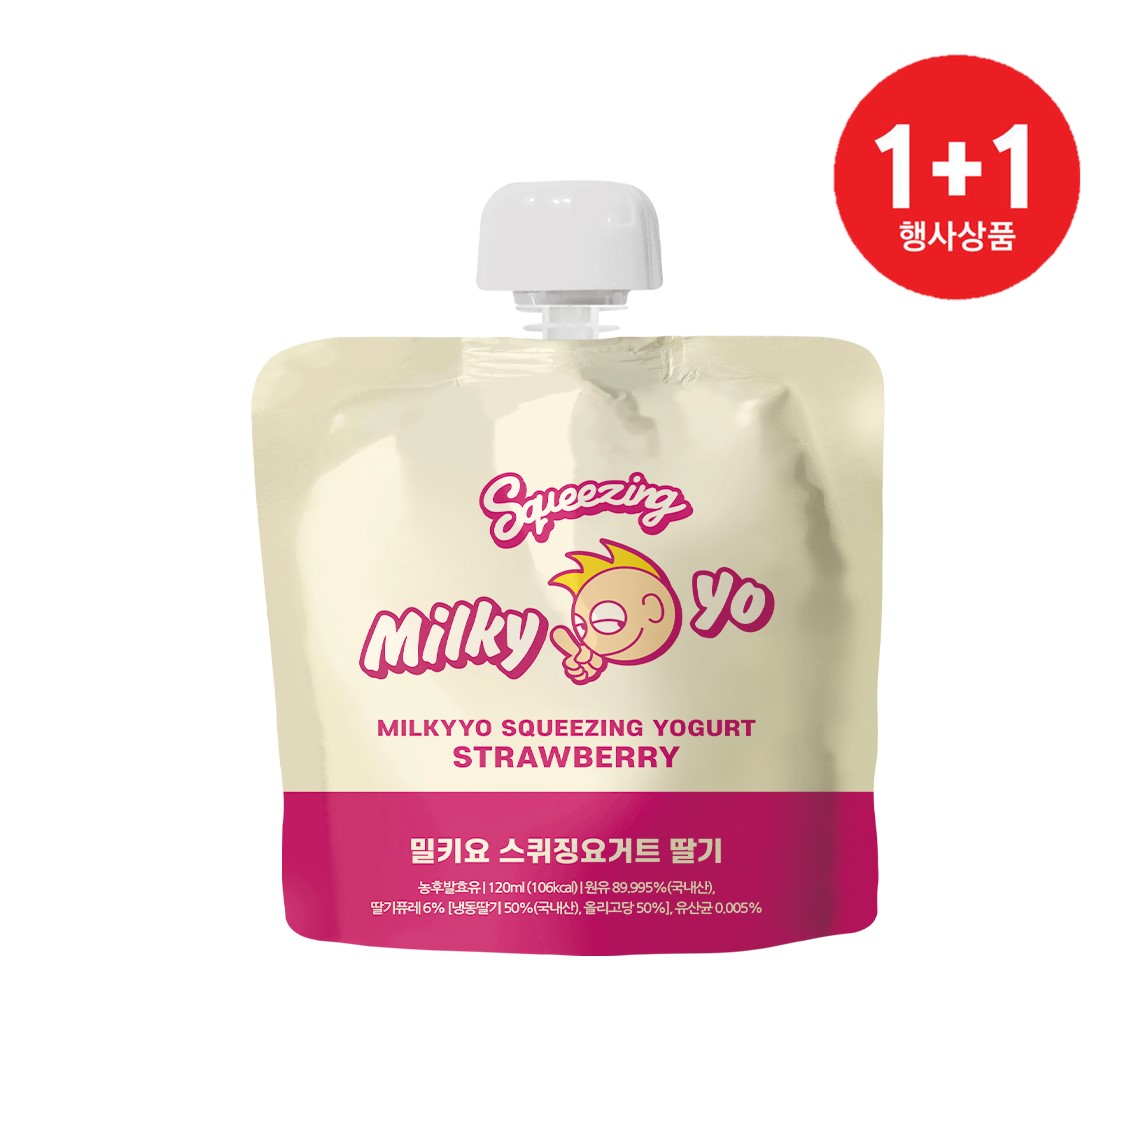 1+1
행사상품
Squeezing
Milky Yo
MILKYYO SQUEEZING YOGURT
STRAWBERRY
밀키요 스퀴징요거트 딸기
농후발효유 | 120ml (106kcal) | 원유 89.995%(국내산),
딸기퓨레 6% [냉동딸기 50%(국내산), 올리고당 50%], 유산균 0.005%